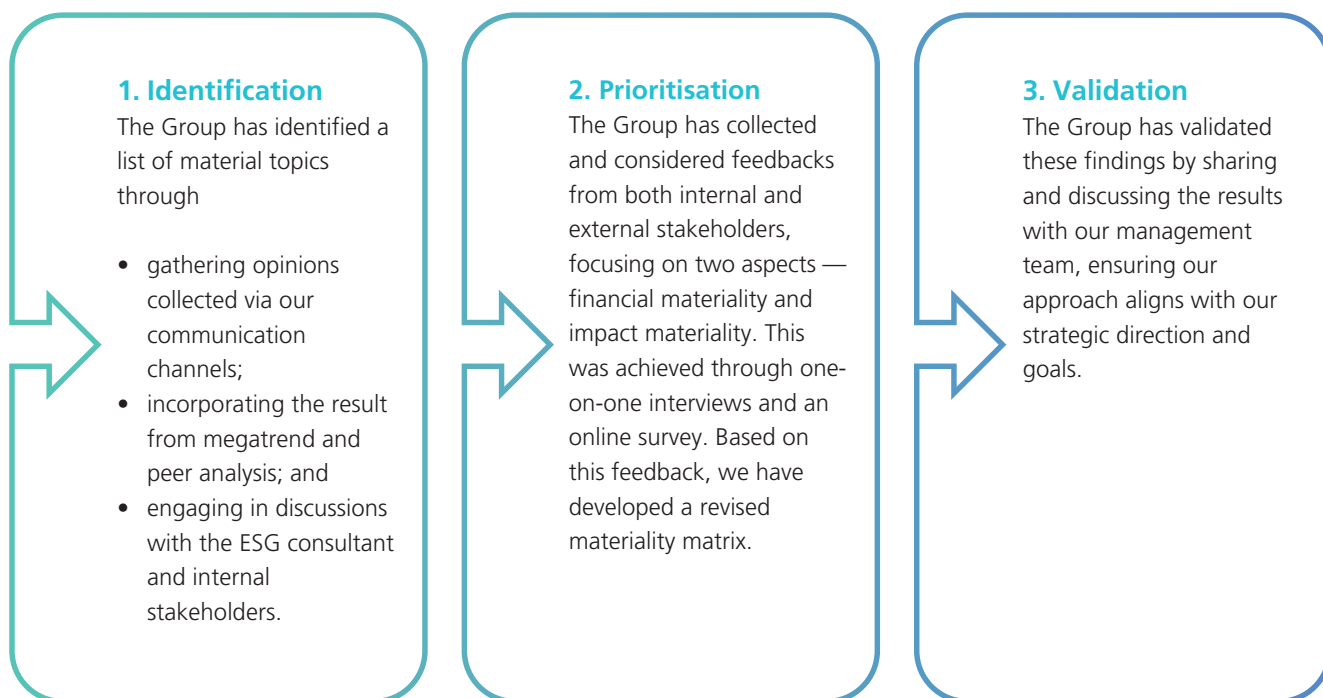 1. Identification
The Group has identified a
list of material topics
through
• gathering opinions
collected via our
communication
channels;
• incorporating the result
from megatrend and
peer analysis; and
• engaging in discussions
with the ESG consultant
and internal
stakeholders.
2. Prioritisation
The Group has collected
and considered feedbacks
from both internal and
external stakeholders,
focusing on two aspects —
financial materiality and
impact materiality. This
was achieved through one-
on-one interviews and an
online survey. Based on
this feedback, we have
developed a revised
materiality matrix.
3. Validation
The Group has validated
these findings by sharing
and discussing the results
with our management
team, ensuring our
approach aligns with our
strategic direction and
goals.